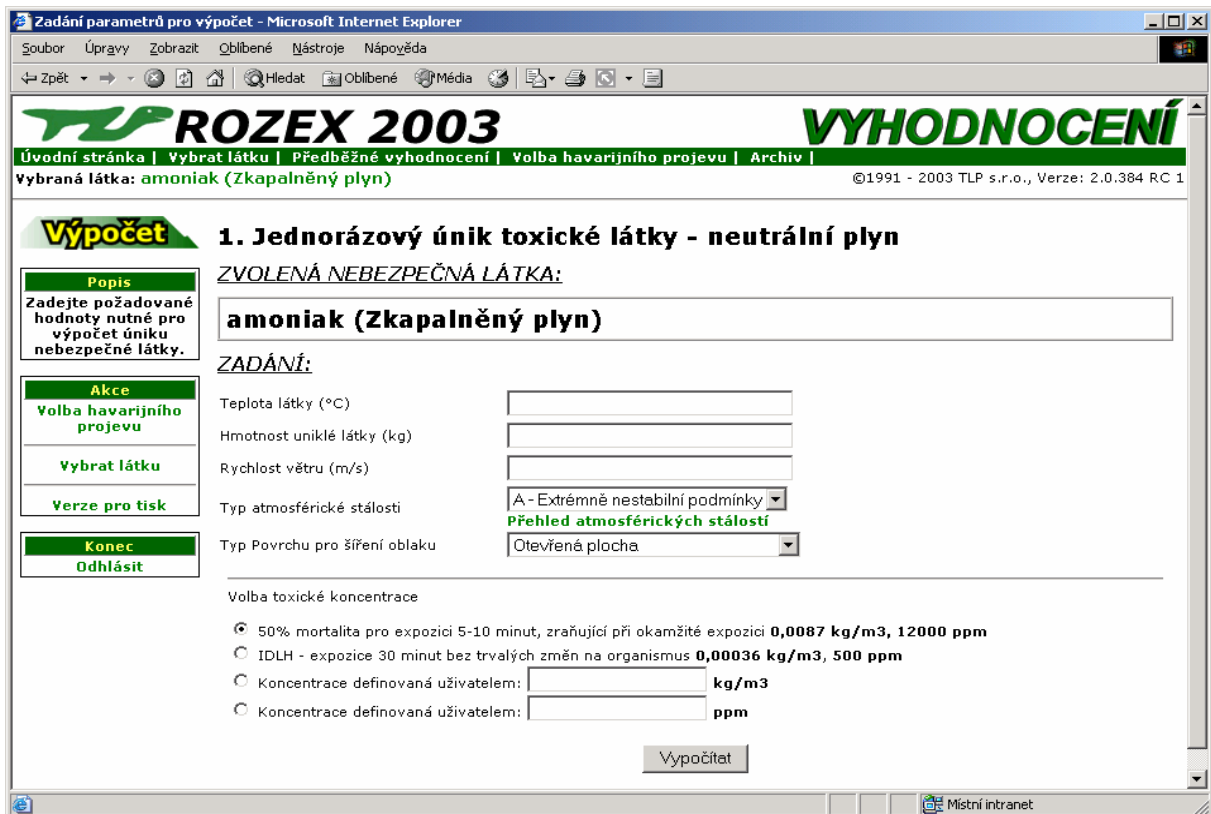 Zadání parametrů pro výpočet - Microsoft Internet Explorer
Soubor Úpravy Zobrazit Oblíbené Nástroje Nápověda
Zpět Hledat Oblíbené Média
ROZEX 2003 VYHODNOCENÍ
Úvodní stránka | Vybrat látku | Předběžné vyhodnocení | Volba havarijního projevu | Archiv |
Vybraná látka: amoniak (Zkapalněný plyn) ©1991 - 2003 TLP s.r.o., Verze: 2.0.384 RC 1
Výpočet
Popis
Zadejte požadované
hodnoty nutné pro
výpočet úniku
nebezpečné látky.
Akce
Volba havarijního
projevu
Vybrat látku
Verze pro tisk
Konec
Odhlásit
1. Jednorázový únik toxické látky - neutrální plyn
ZVOLENÁ NEBEZPEČNÁ LÁTKA:
amoniak (Zkapalněný plyn)
ZADÁNÍ:
Teplota látky (°C)
Hmotnost uniklé látky (kg)
Rychlost větru (m/s)
Typ atmosférické stálosti A - Extrémně nestabilní podmínky
Přehled atmosférických stálostí
Typ Povrchu pro šíření oblaku Otevřená plocha
Volba toxické koncentrace
50% mortalita pro expozici 5-10 minut, zraňující při okamžité expozici 0,0087 kg/m3, 12000 ppm
IDLH - expozice 30 minut bez trvalých změn na organismus 0,00036 kg/m3, 500 ppm
Koncentrace definovaná uživatelem: kg/m3
Koncentrace definovaná uživatelem: ppm
Vypočítat
Místní intranet